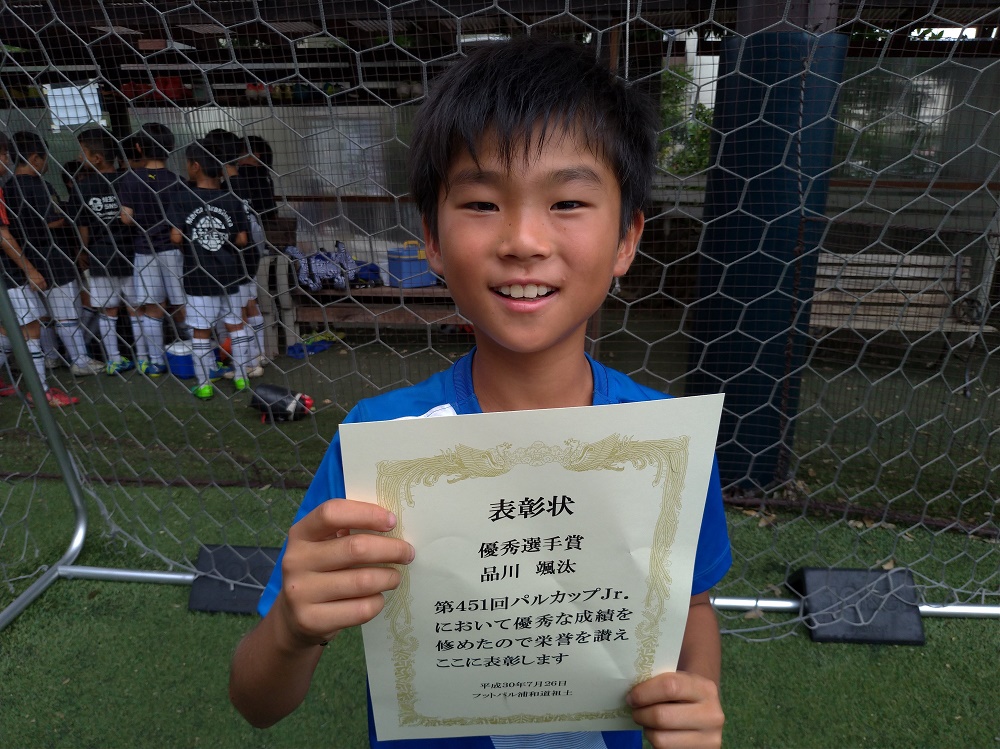 表彰状
優秀選手賞
品川 颯汰
第451回パルカップJr.
において優秀な成績を
修めたので栄誉を讃え
ここに表彰します
平成30年7月26日
フットパル浦和道祖土